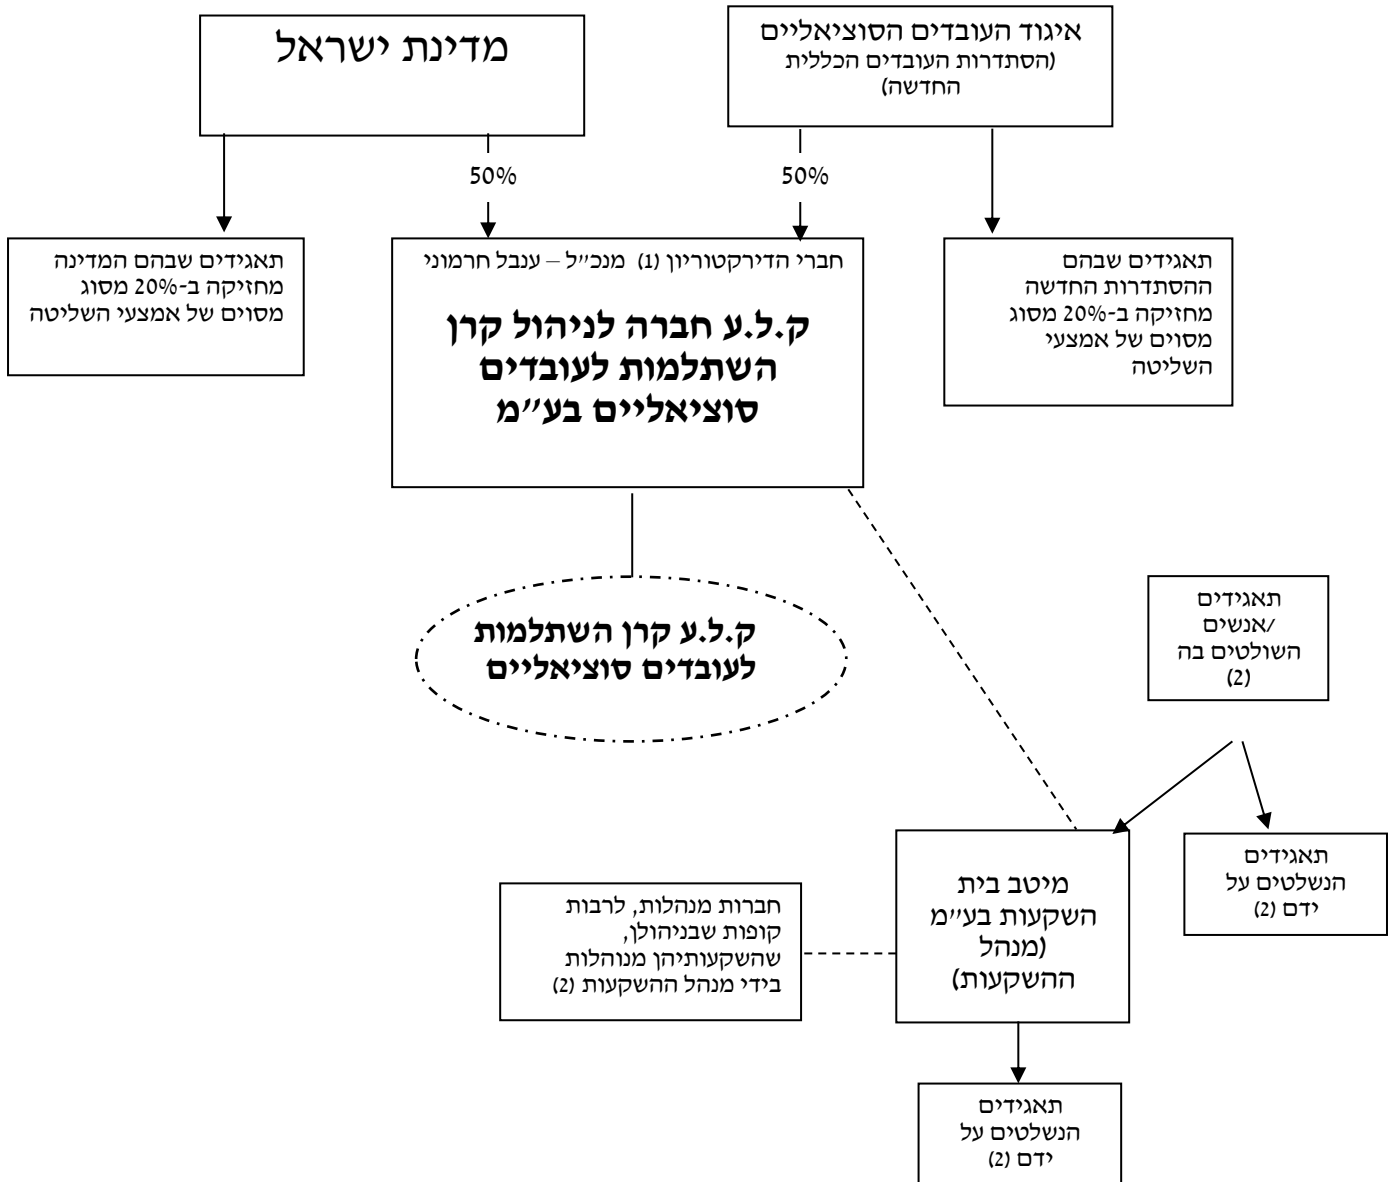 מדינת ישראל
איגוד העובדים הסוציאליים
(הסתדרות העובדים הכללית
החדשה)
50%
50%
תאגידים שבהם המדינה
מחזיקה ב-20% מסוג
מסוים של אמצעי השליטה
חברי הדירקטוריון (1) מנכ״ל – ענבל חרמוני
ק.ל.ע חברה לניהול קרן
השתלמות לעובדים
סוציאליים בע״מ
תאגידים שבהם
ההסתדרות החדשה
מחזיקה ב-20% מסוג
מסוים של אמצעי
השליטה
ק.ל.ע קרן השתלמות
לעובדים סוציאליים
תאגידים
/אנשים
השולטים בה
(2)
מיטב בית
השקעות בע״מ
(מנהל
ההשקעות)
תאגידים
הנשלטים על
ידם (2)
חברות מנהלות, לרבות
קופות שבניהולן,
שהשקעותיהן מנוהלות
בידי מנהל ההשקעות (2)
תאגידים
הנשלטים על
ידם (2)